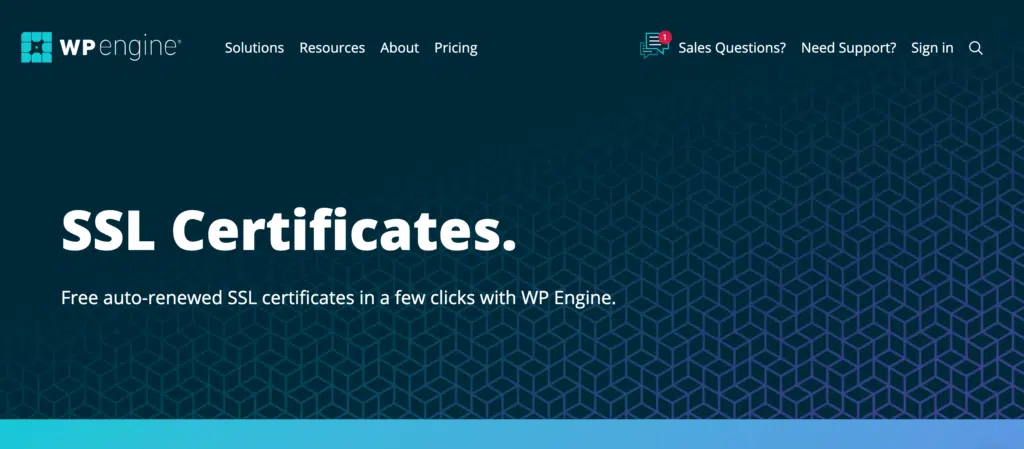 WP engine®
Solutions Resources About Pricing
1
Sales Questions? Need Support? Sign in
SSL Certificates.
Free auto-renewed SSL certificates in a few clicks with WP Engine.